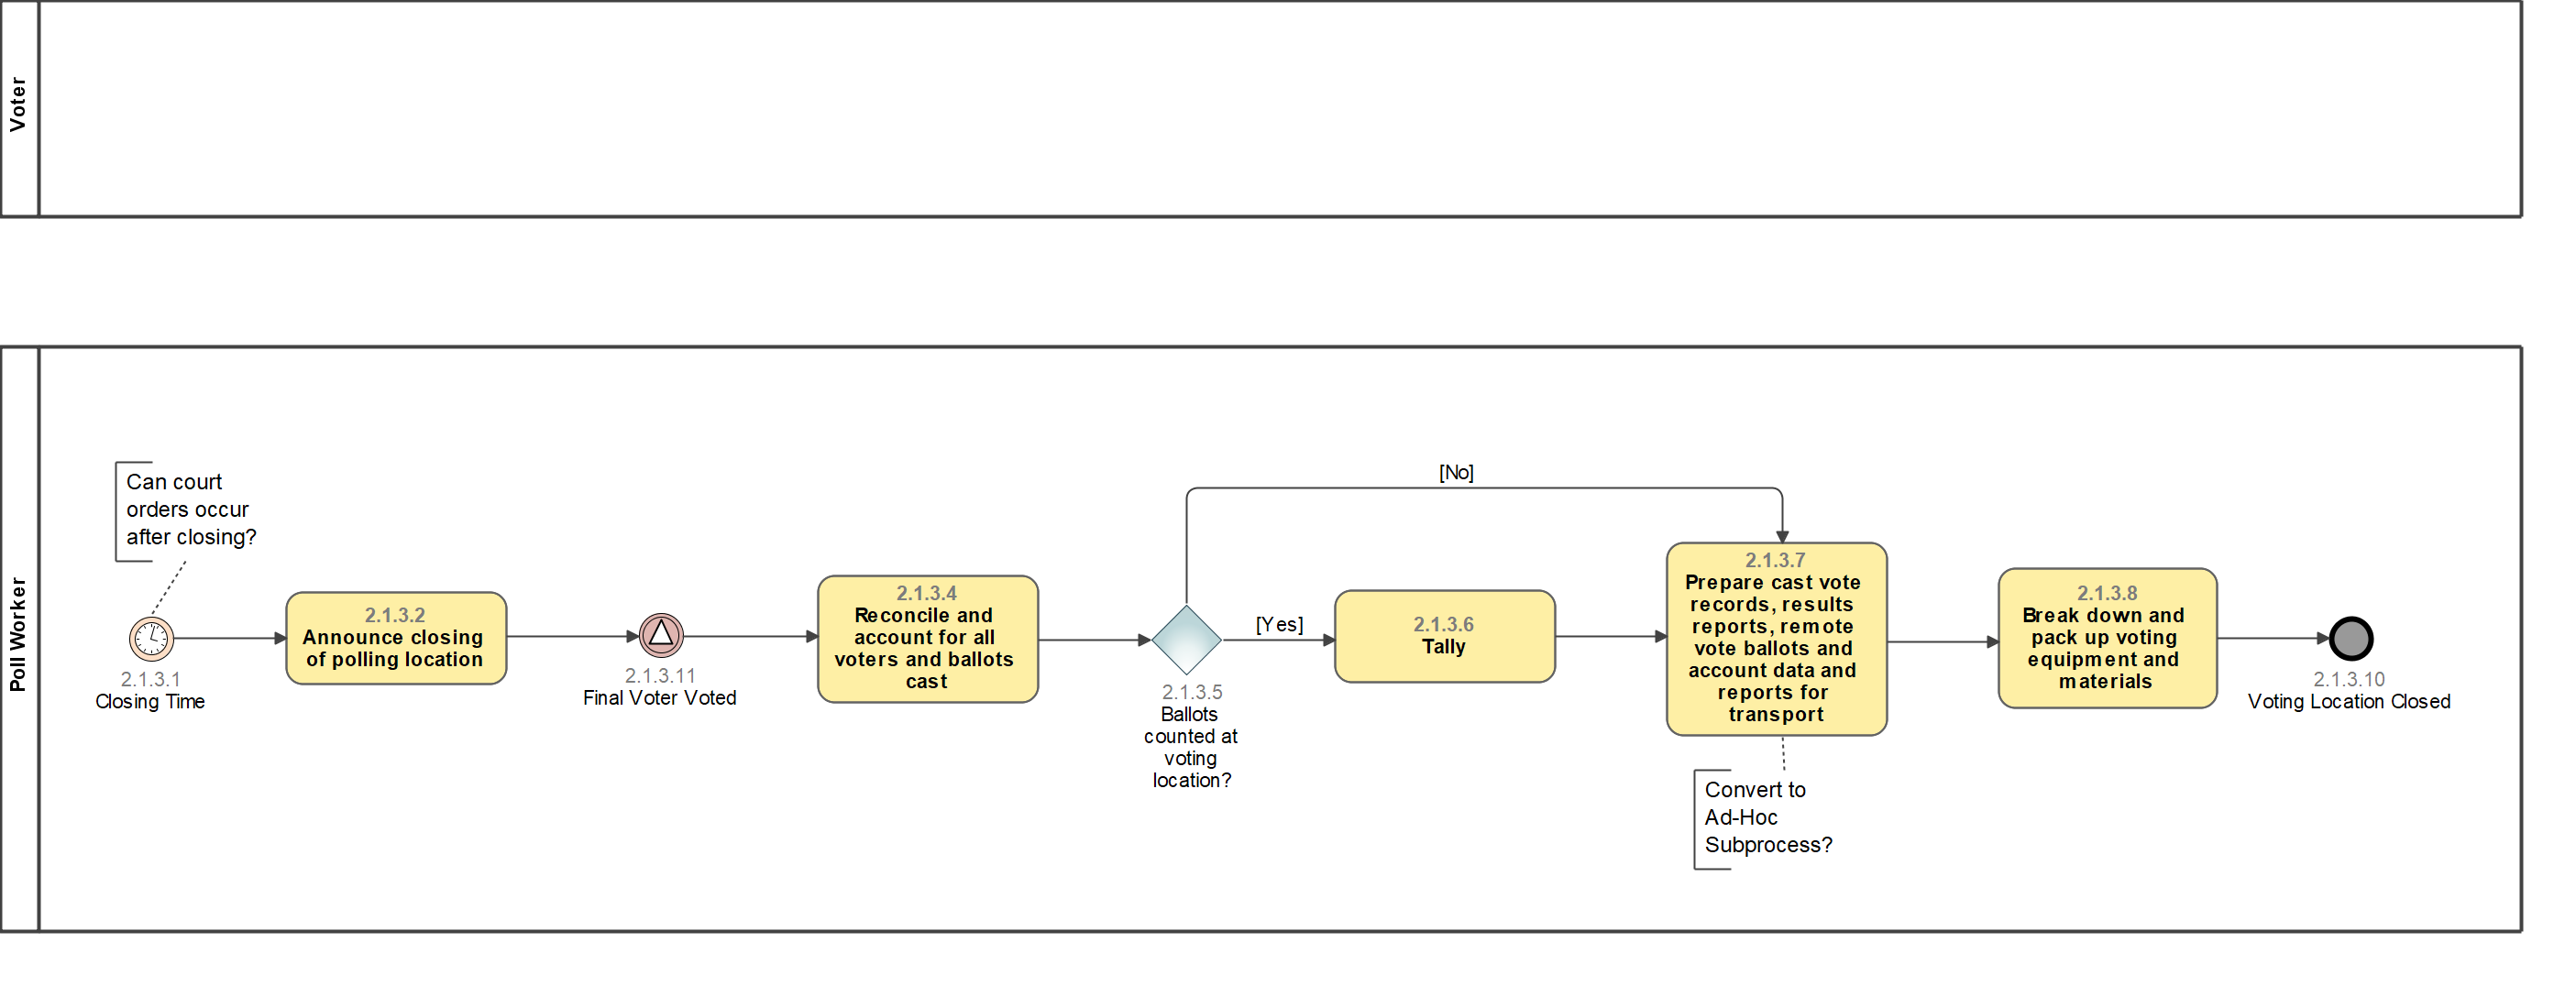 Voter
Poll Worker
Can court
orders occur
after closing?
2.1.3.1
Closing Time
2.1.3.2
Announce closing
of polling location
2.1.3.11
Final Voter Voted
2.1.3.4
Reconcile and
account for all
voters and ballots
cast
2.1.3.5
Ballots
counted at
voting
location?
[No]
[Yes]
2.1.3.6
Tally
2.1.3.7
Prepare cast vote
records, results
reports, remote
vote ballots and
account data and
reports for
transport
Convert to
Ad-Hoc
Subprocess?
2.1.3.8
Break down and
pack up voting
equipment and
materials
2.1.3.10
Voting Location Closed